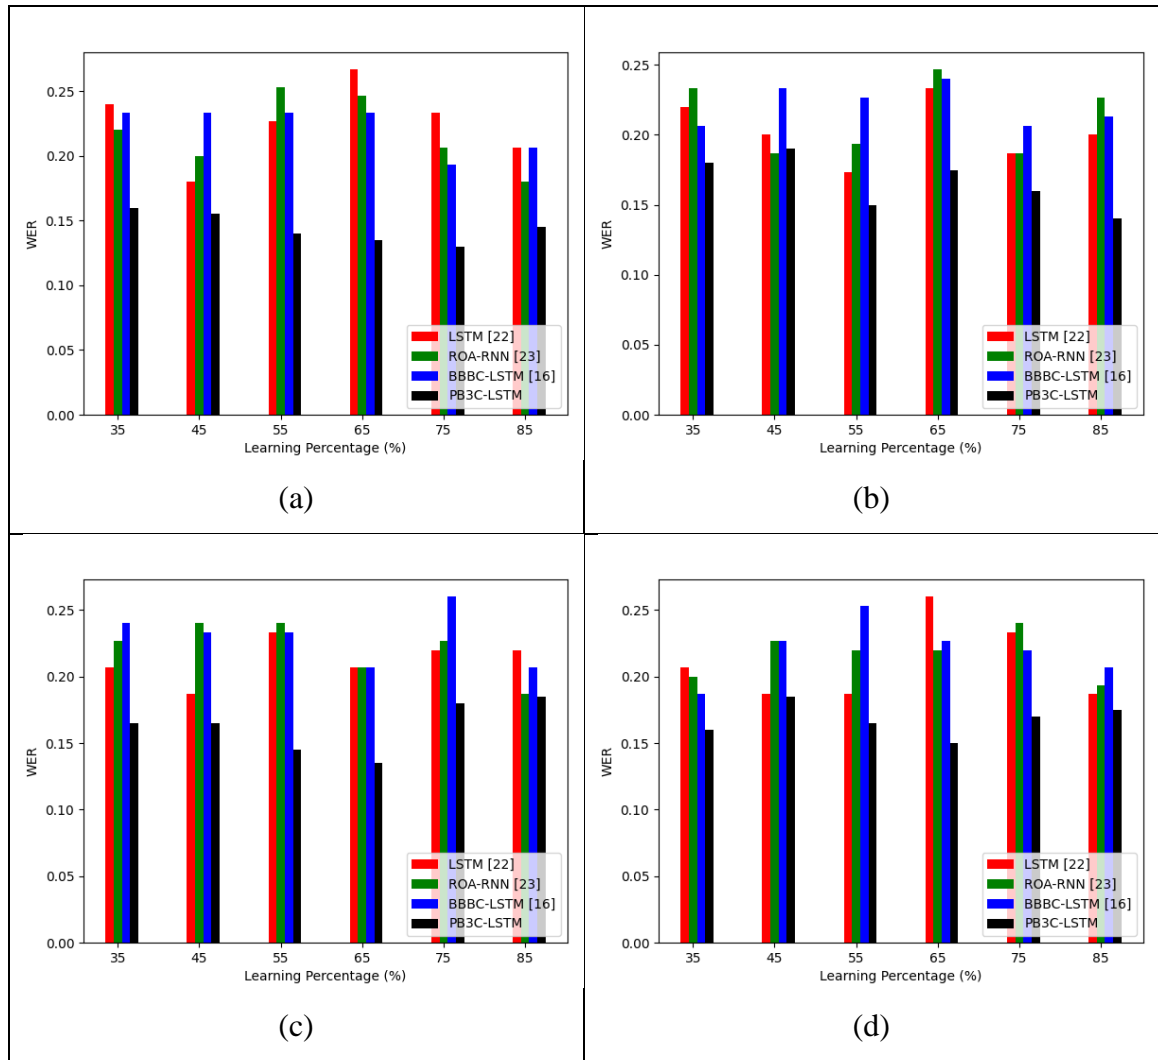 WER
0.25
0.20
0.15
0.10
0.05
0.00
35 45 55 65 75 85
Learning Percentage (%)
LSTM [22]
ROA-RNN [23]
BBBC-LSTM [16]
PB3C-LSTM
(a)
WER
0.25
0.20
0.15
0.10
0.05
0.00
35 45 55 65 75 85
Learning Percentage (%)
LSTM [22]
ROA-RNN [23]
BBBC-LSTM [16]
PB3C-LSTM
(b)
WER
0.25
0.20
0.15
0.10
0.05
0.00
35 45 55 65 75 85
Learning Percentage (%)
LSTM [22]
ROA-RNN [23]
BBBC-LSTM [16]
PB3C-LSTM
(c)
WER
0.25
0.20
0.15
0.10
0.05
0.00
35 45 55 65 75 85
Learning Percentage (%)
LSTM [22]
ROA-RNN [23]
BBBC-LSTM [16]
PB3C-LSTM
(d)